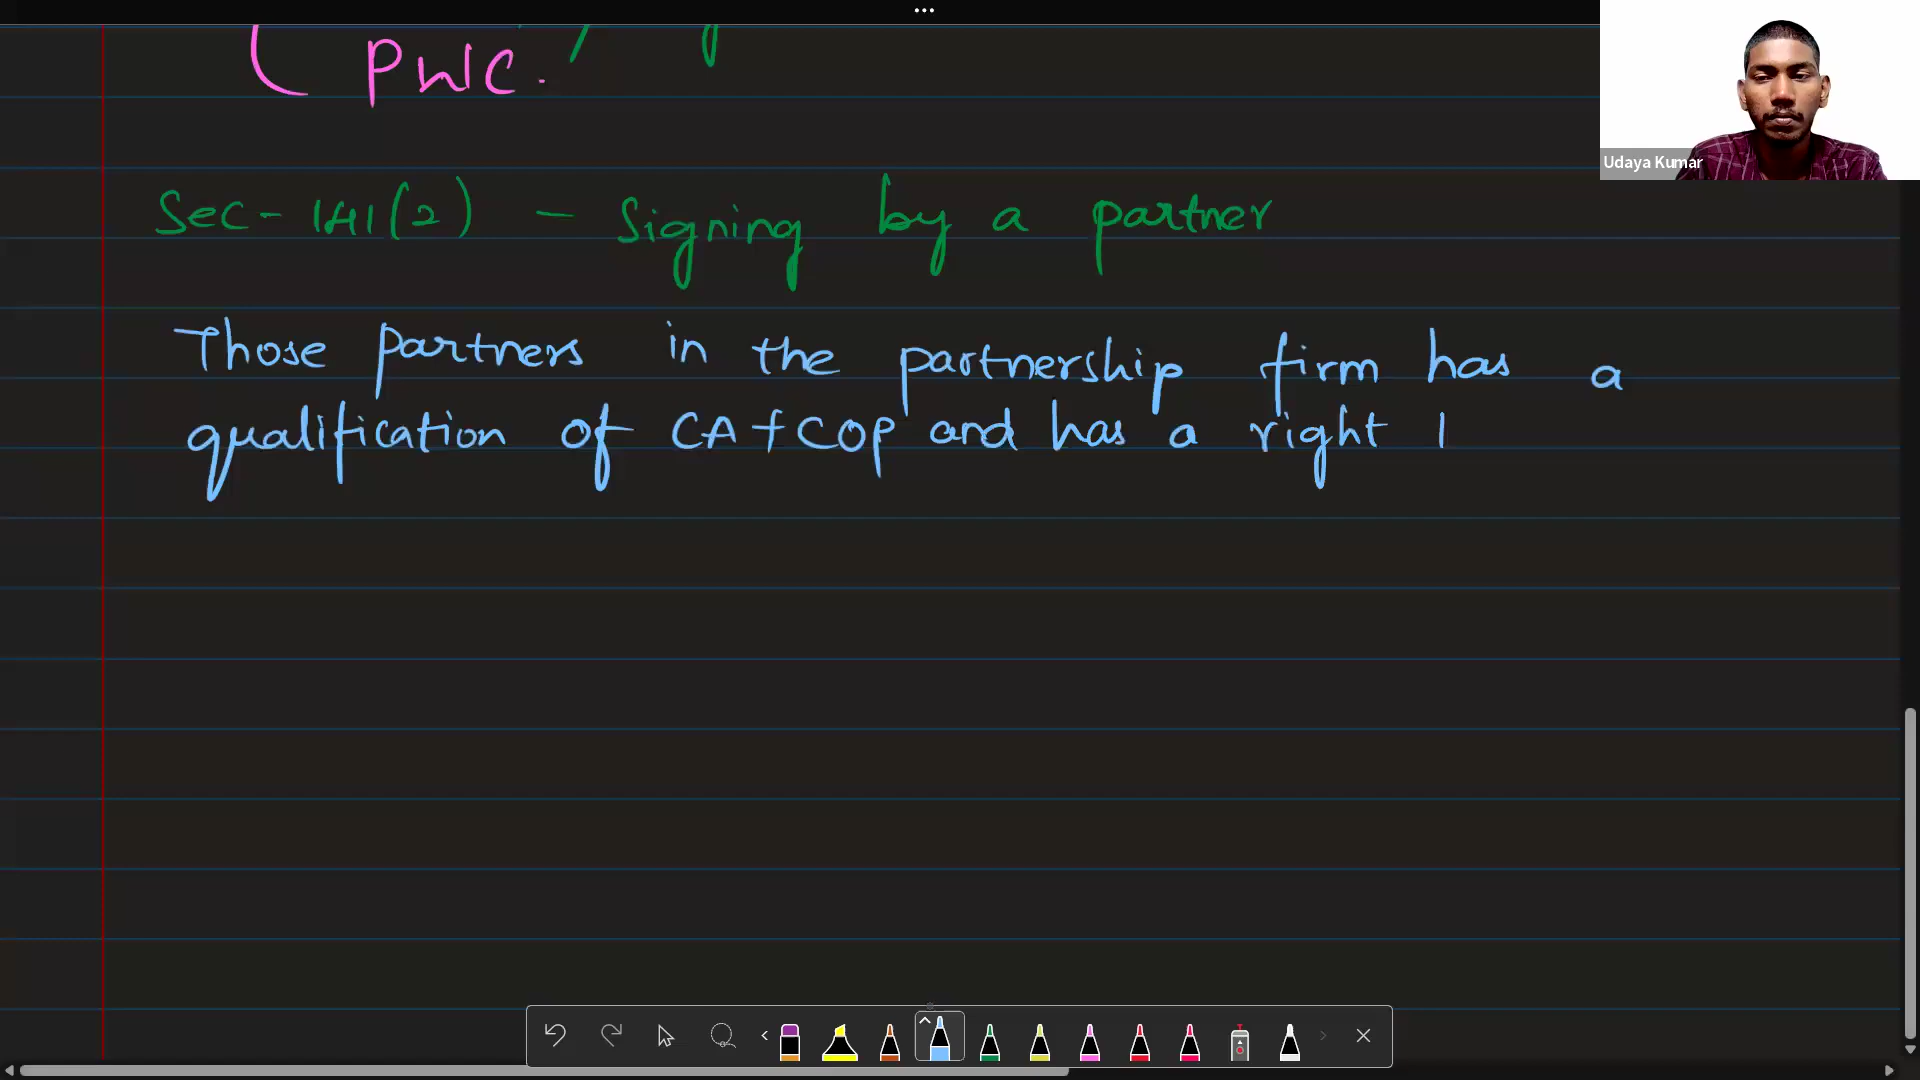 PWC.
Udaya Kumar
Sec - 141(2) - Signing by a partner
Those partners in the partnership firm has a
qualification of CA + COP and has a right